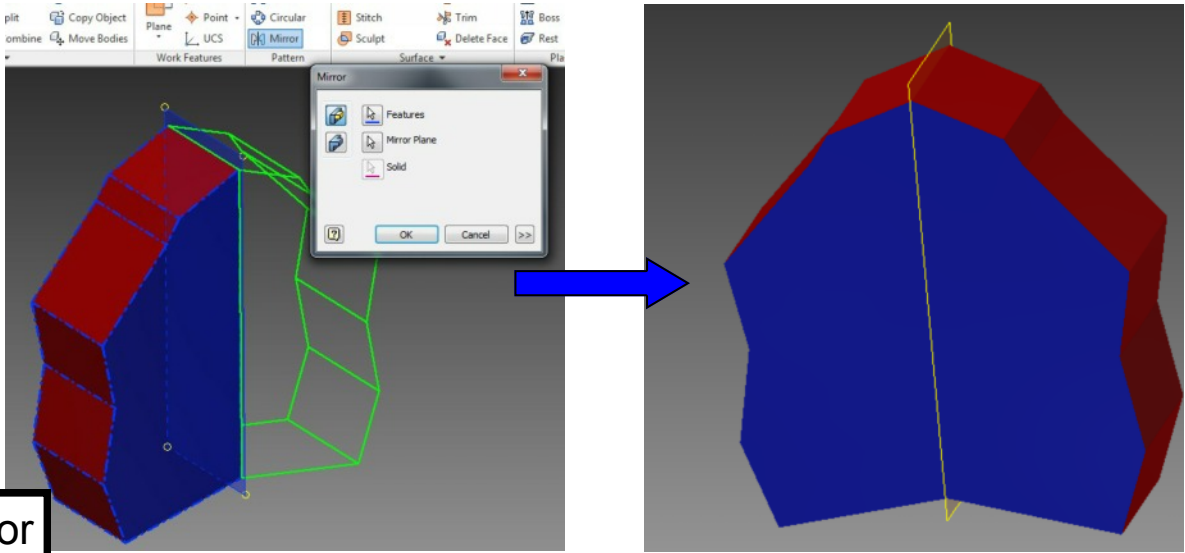 plit Copy Object Plane Point Circular Stitch Trim Boss
ombine Move Bodies UCS Mirror Sculpt Delete Face Rest
Work Features Pattern Surface Pla
Mirror
Features
Mirror Plane
Solid
OK Cancel >>
or